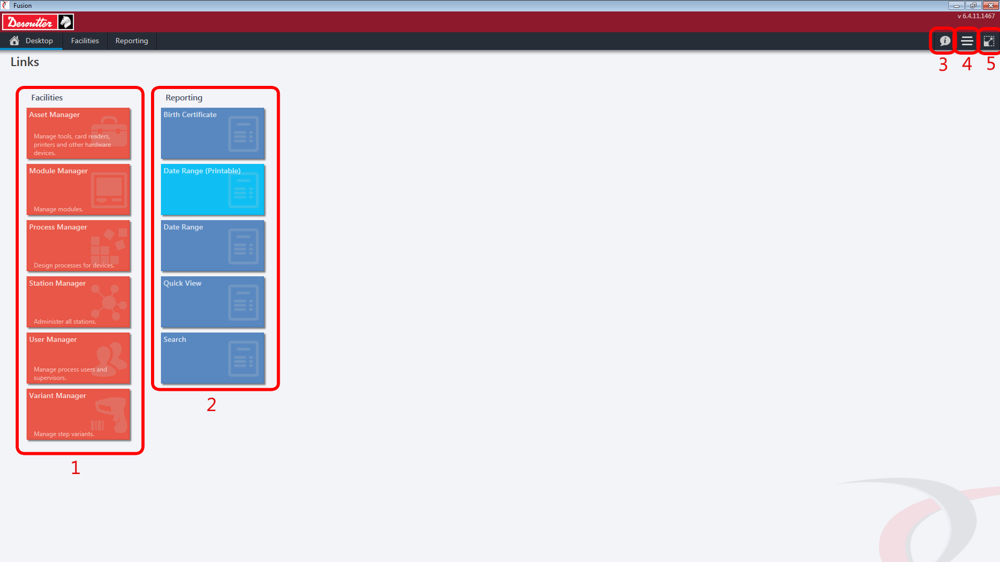 Fusion
Desoutter
v 6.4.11.1467
Desktop
Facilities
Reporting
3
4
5
Links
Facilities
Asset Manager
Manage tools, card readers,
printers and other hardware
devices.
Module Manager
Manage modules.
Process Manager
Design processes for devices.
Station Manager
Administer all stations.
User Manager
Manage process users and
supervisors.
Variant Manager
Manage step variants.
1
Reporting
Birth Certificate
Date Range (Printable)
Date Range
Quick View
Search
2